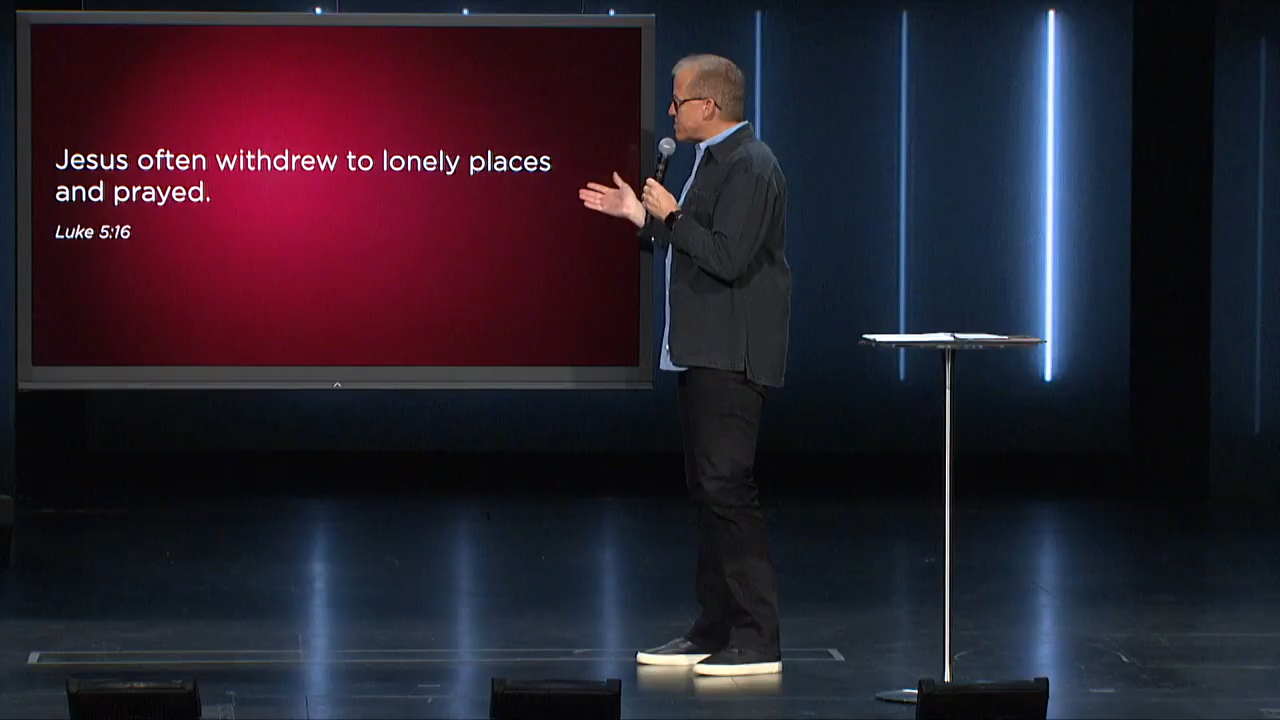 Jesus often withdrew to lonely places
and prayed.
Luke 5:16